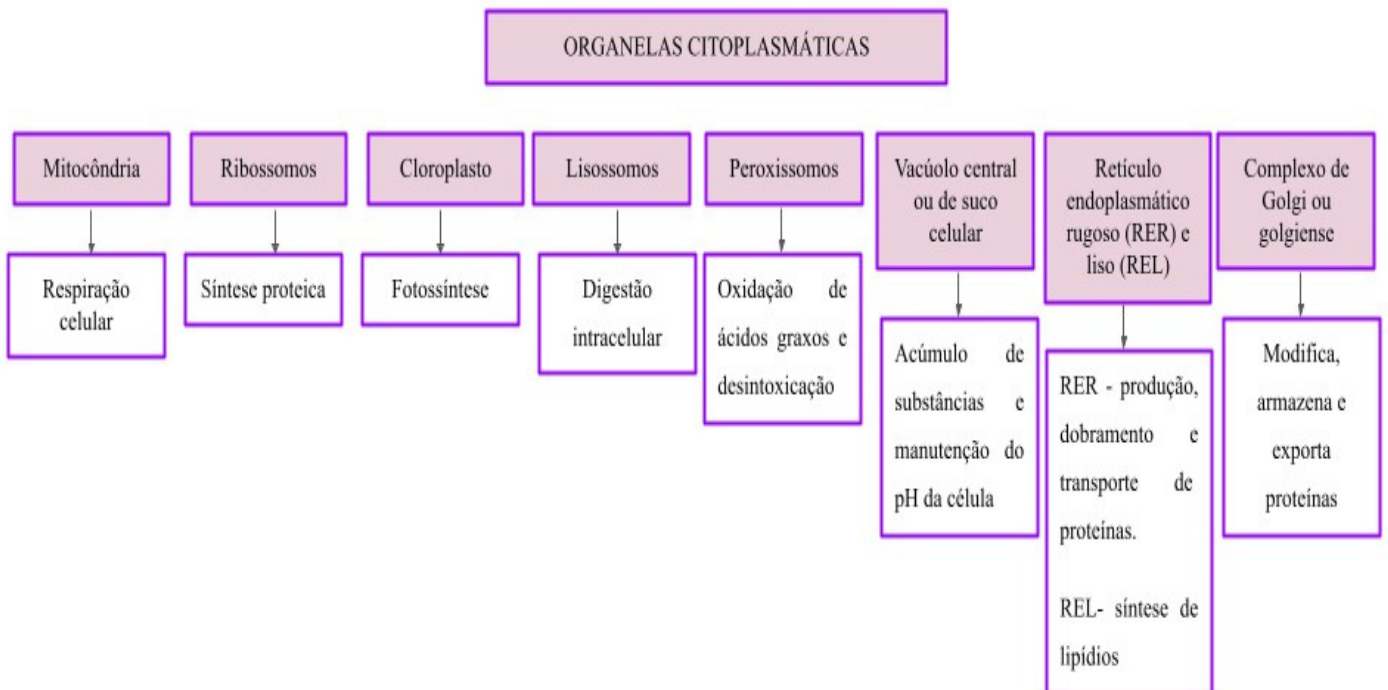 ORGANELAS CITOPLASMÁTICAS
Mitocôndria
Respiração
celular
Ribossomos
Síntese proteica
Cloroplasto
Fotossíntese
Lisossomos
Digestão
intracelular
Peroxissomos
Oxidação de
ácidos graxos e
desintoxicação
Vacúolo central
ou de suco
celular
Acúmulo de
substâncias e
manutenção do
pH da célula
Retículo
endoplasmático
rugoso (RER) e
liso (REL)
RER - produção,
dobramento e
transporte de
proteínas.
REL- síntese de
lipídios
Complexo de
Golgi ou
golgiense
Modifica,
armazena e
exporta
proteínas